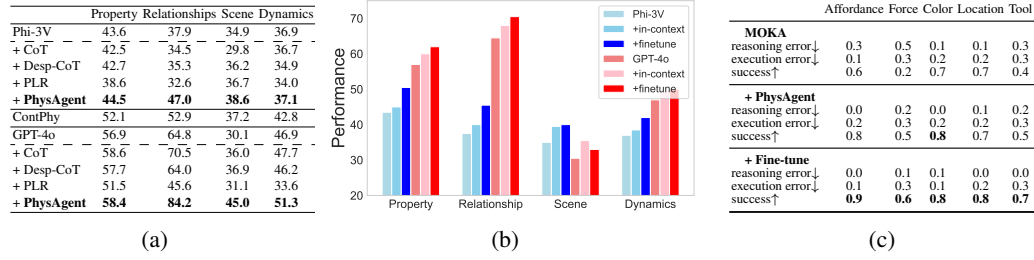 Property Relationships Scene Dynamics
Phi-3V 43.6 37.9 34.9 36.9
+ CoT 42.5 34.5 29.8 36.7
+ Desp-CoT 42.7 35.3 36.2 34.9
+ PLR 38.6 32.6 36.7 34.0
+ PhysAgent 44.5 47.0 38.6 37.1
ContPhy 52.1 52.9 37.2 42.8
GPT-4o 56.9 64.8 30.1 46.9
+ CoT 58.6 70.5 36.0 47.7
+ Desp-CoT 57.7 64.0 36.9 46.2
+ PLR 51.5 45.6 31.1 33.6
+ PhysAgent 58.4 84.2 45.0 51.3
(a)
Performance
70
60
50
40
30
20
Phi-3V
+in-context
+finetune
GPT-4o
+in-context
+finetune
Property Relationship Scene Dynamics
(b)
Affordance Force Color Location Tool
MOKA
reasoning error↓ 0.3 0.5 0.1 0.1 0.3
execution error↓ 0.1 0.3 0.2 0.2 0.3
success↑ 0.6 0.2 0.7 0.7 0.4
+ PhysAgent
reasoning error↓ 0.0 0.2 0.0 0.1 0.2
execution error↓ 0.2 0.3 0.2 0.2 0.3
success↑ 0.8 0.5 0.8 0.7 0.5
+ Fine-tune
reasoning error↓ 0.0 0.1 0.1 0.0 0.0
execution error↓ 0.1 0.3 0.1 0.2 0.3
success↑ 0.9 0.6 0.8 0.8 0.7
(c)